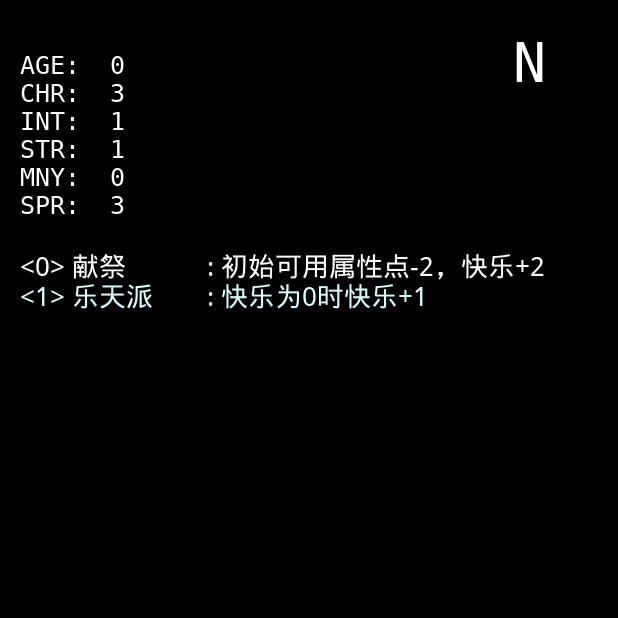 N
AGE: 0
CHR: 3
INT: 1
STR: 1
MNY: 0
SPR: 3
<0> 献祭 : 初始可用属性点-2，快乐+2
<1> 乐天派 : 快乐为0时快乐+1